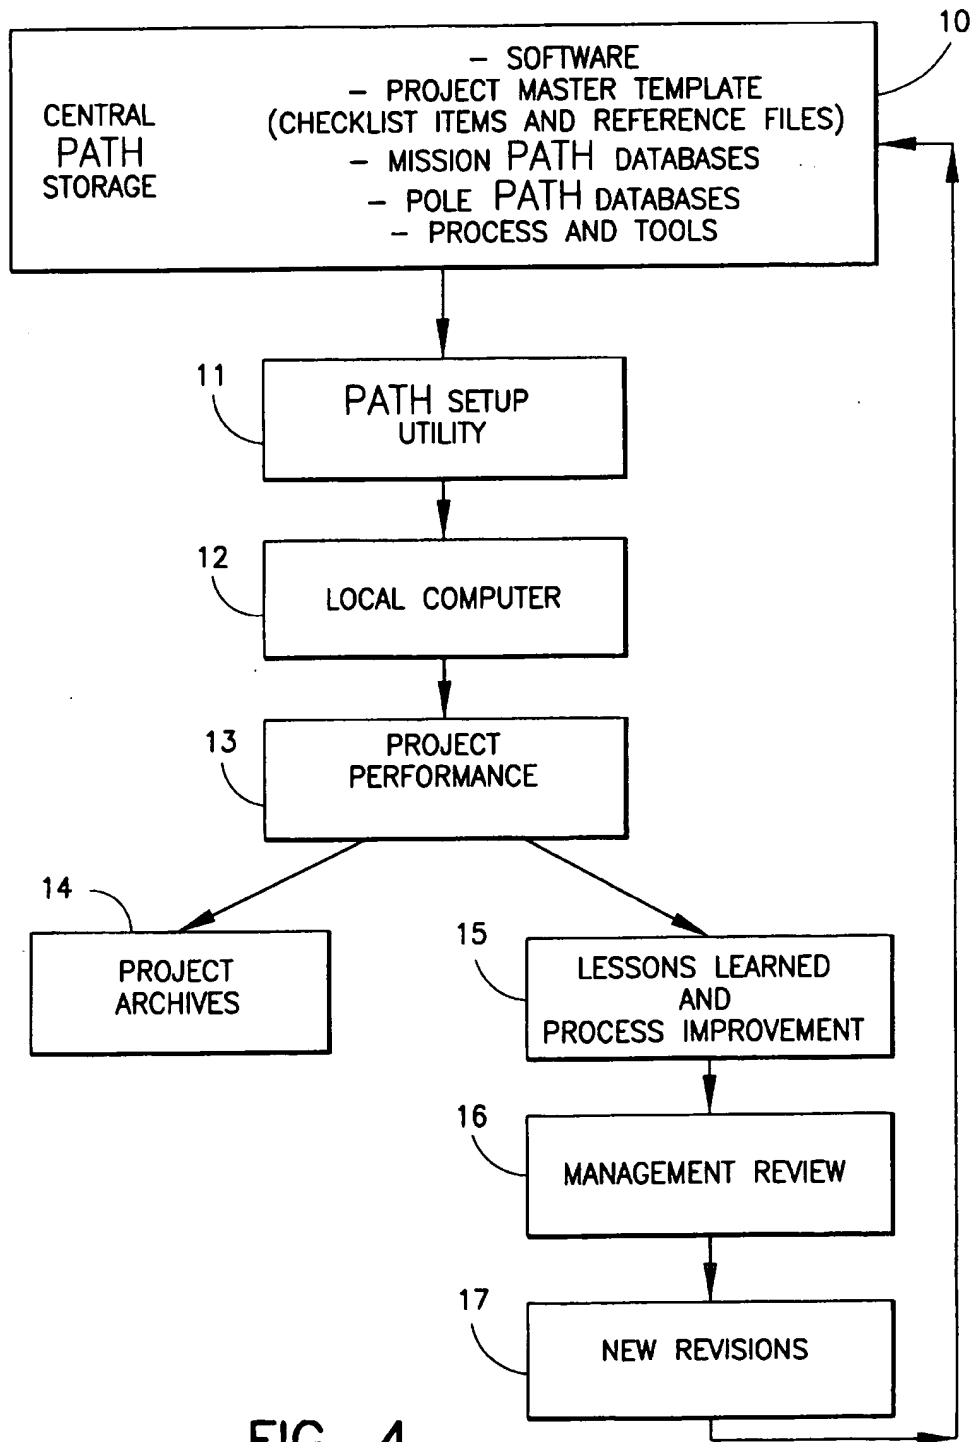 10
CENTRAL
PATH
STORAGE
- SOFTWARE
- PROJECT MASTER TEMPLATE
(CHECKLIST ITEMS AND REFERENCE FILES)
- MISSION PATH DATABASES
- POLE PATH DATABASES
- PROCESS AND TOOLS
11
PATH SETUP
UTILITY
12
LOCAL COMPUTER
13
PROJECT
PERFORMANCE
14
PROJECT
ARCHIVES
15
LESSONS LEARNED
AND
PROCESS IMPROVEMENT
16
MANAGEMENT REVIEW
17
NEW REVISIONS
FIG. 4